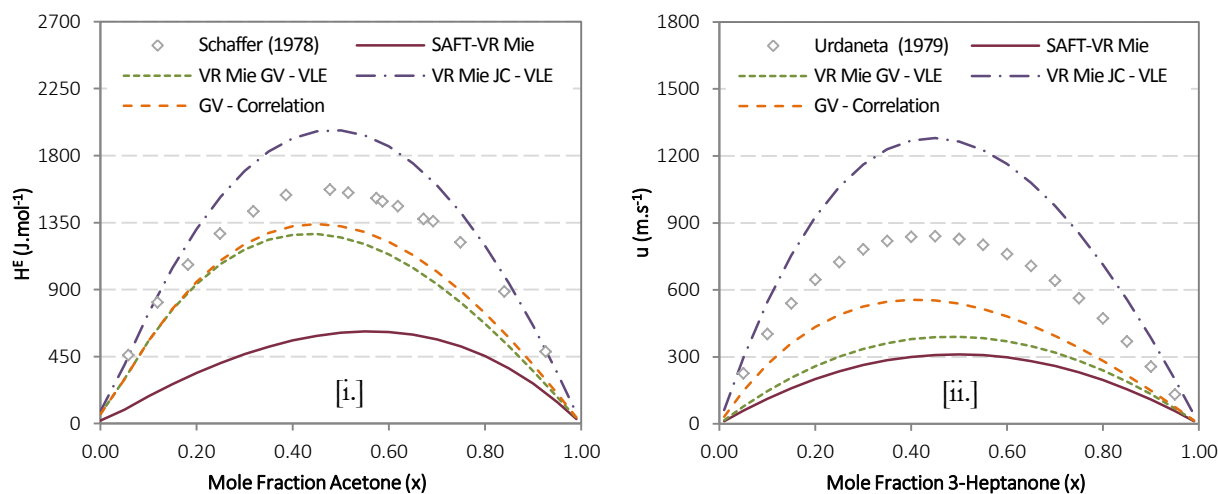 2700
2250
1800
1350
900
450
0
H^E (J.mol⁻¹)
Schaffer (1978)
SAFT-VR Mie
VR Mie GV - VLE
VR Mie JC - VLE
GV - Correlation
[i.]
0.00 0.20 0.40 0.60 0.80 1.00
Mole Fraction Acetone (x)
1800
1500
1200
900
600
300
0
u (m.s⁻¹)
Urdaneta (1979)
SAFT-VR Mie
VR Mie GV - VLE
VR Mie JC - VLE
GV - Correlation
[ii.]
0.00 0.20 0.40 0.60 0.80 1.00
Mole Fraction 3-Heptanone (x)